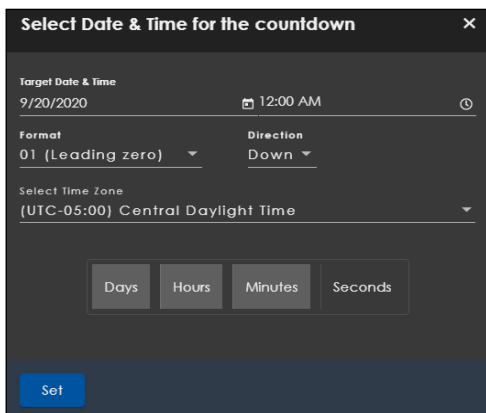 Select Date & Time for the countdown
Target Date & Time
9/20/2020 12:00 AM
Format Direction
01 (Leading zero) Down
Select Time Zone
(UTC-05:00) Central Daylight Time
Days Hours Minutes Seconds
Set